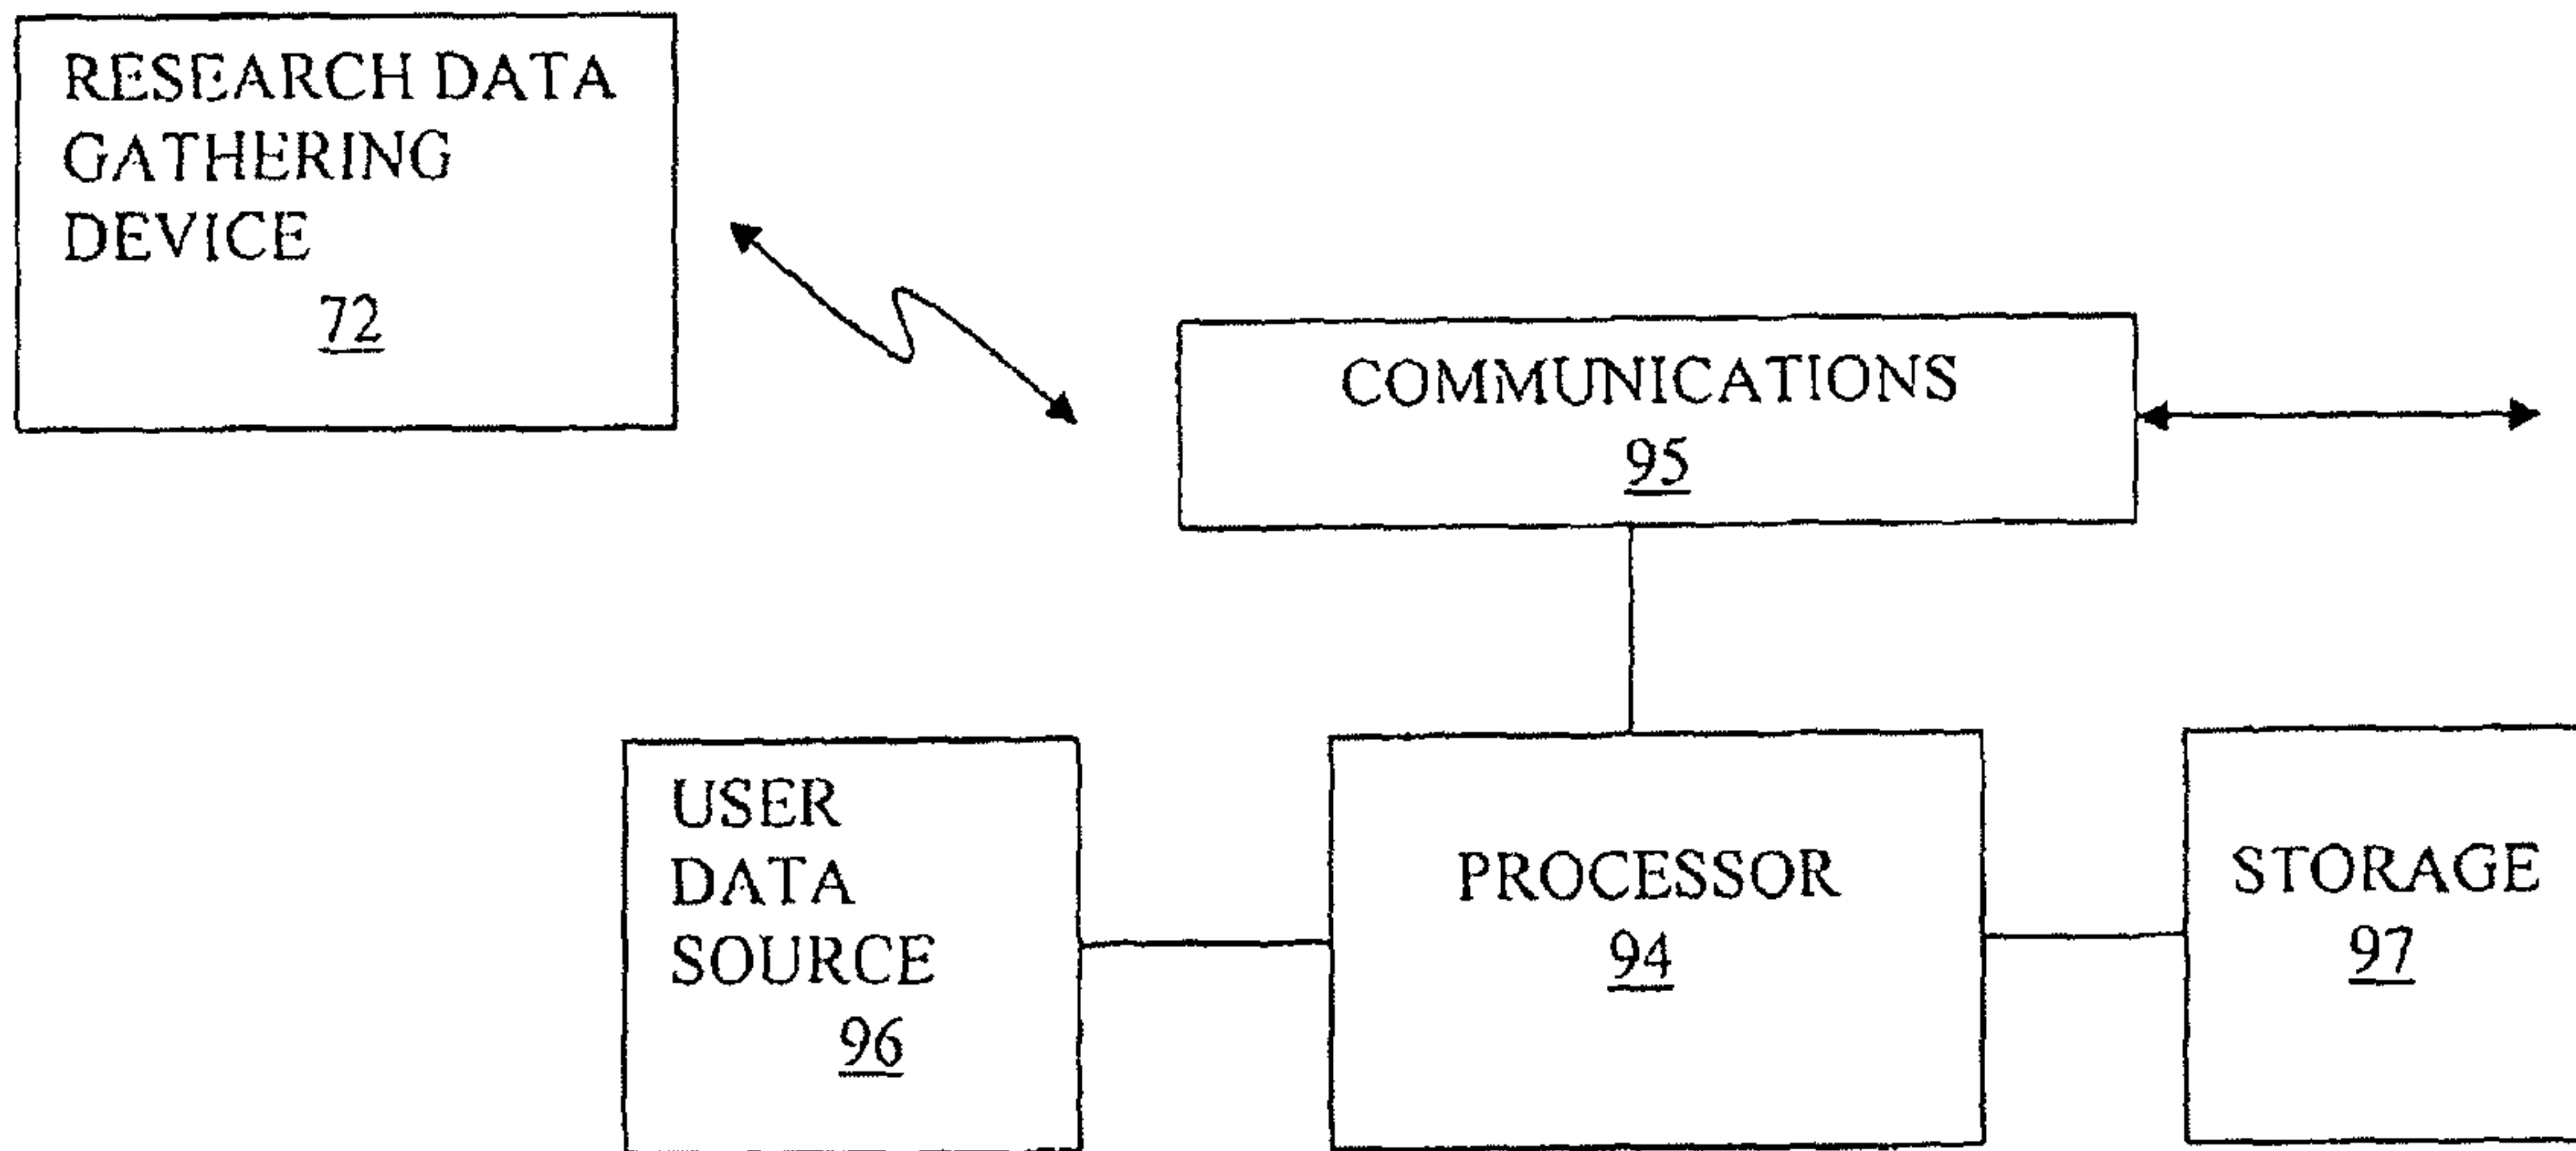 RESEARCH DATA
GATHERING
DEVICE
72
COMMUNICATIONS
95
USER
DATA
SOURCE
96
PROCESSOR
94
STORAGE
97